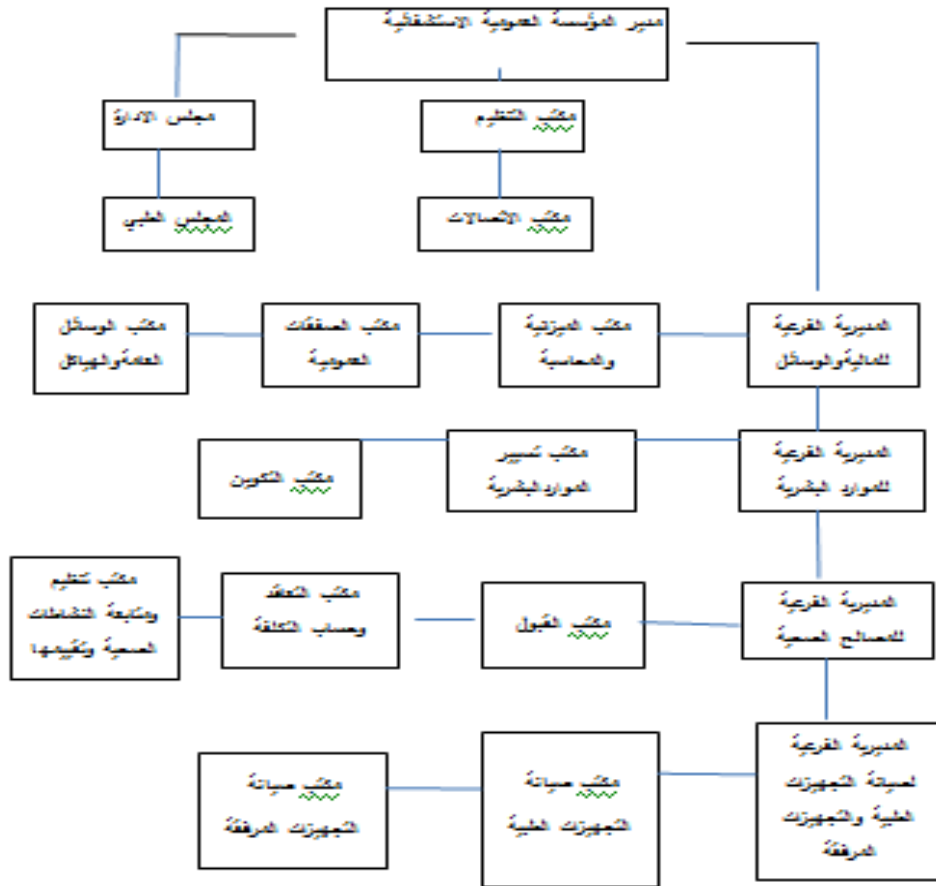 مدير المؤسسة العمومية الاستشفائية
مجلس الادارة
مكتب التنظيم
المجلس الطبي
مكتب الاتصالات
المديرية الفرعية
للمالية والوسائل
مكتب الميزانية
والمحاسبة
مكتب الصفقات
العمومية
مكتب الوسائل
العامة والهياكل
المديرية الفرعية
للموارد البشرية
مكتب تسيير
الموارد البشرية
مكتب التكوين
المديرية الفرعية
للمصالح الصحية
مكتب القبول
مكتب التعاقد
وحساب التكلفة
مكتب تنظيم
ومتابعة النشاطات
الصحية وتقييمها
المديرية الفرعية
لصيانة التجهيزات
الطبية والتجهيزات
المرفقة
مكتب صيانة
التجهيزات الطبية
مكتب صيانة
التجهيزات المرفقة